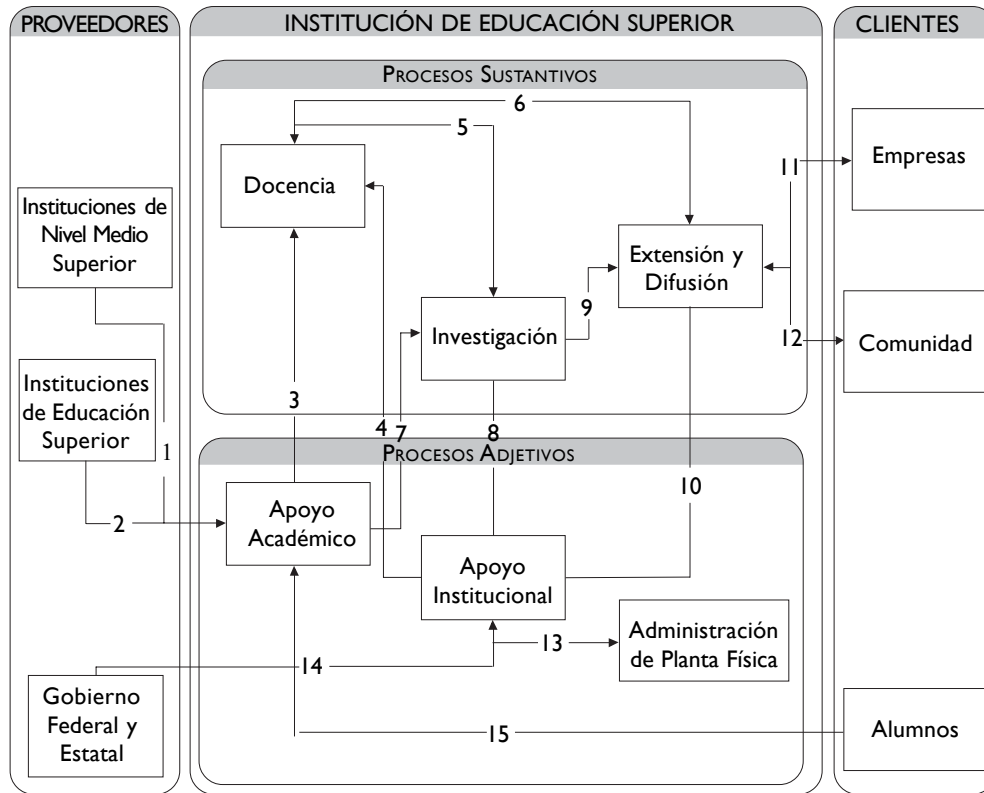 PROVEEDORES
INSTITUCIÓN DE EDUCACIÓN SUPERIOR
CLIENTES
PROCESOS SUSTANTIVOS
6
5
Docencia
Empresas
11
Instituciones de
Nivel Medio
Superior
Extensión y
Difusión
9
Investigación
12
Comunidad
Instituciones
de Educación
Superior
3
4
7
8
1
PROCESOS ADJETIVOS
10
2
Apoyo
Académico
Apoyo
Institucional
13
Administración
de Planta Física
14
Gobierno
Federal y
Estatal
15
Alumnos